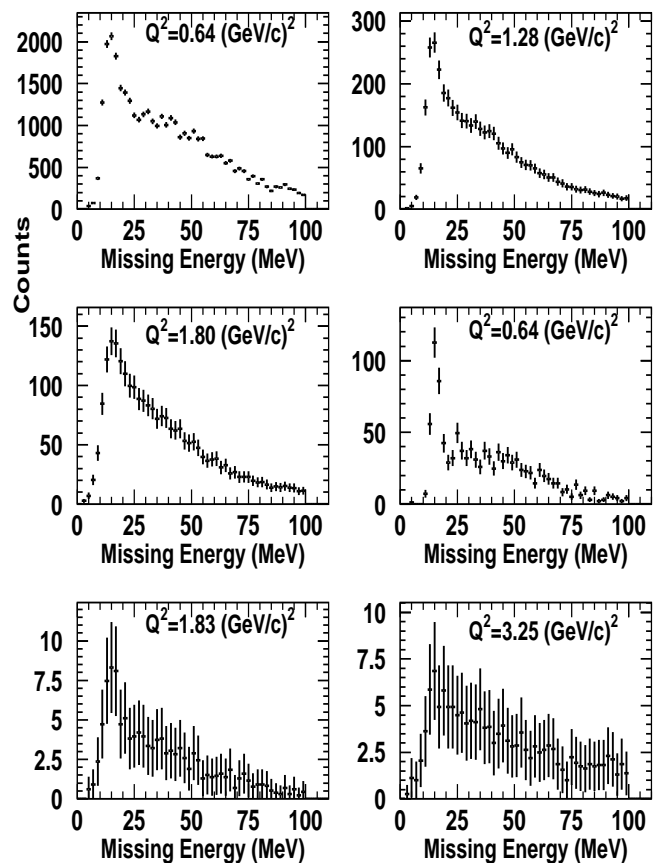 Counts
Q²=0.64 (GeV/c)²
2000
1500
1000
500
0
0 25 50 75 100
Missing Energy (MeV)
Q²=1.28 (GeV/c)²
300
200
100
0
0 25 50 75 100
Missing Energy (MeV)
Q²=1.80 (GeV/c)²
150
100
50
0
0 25 50 75 100
Missing Energy (MeV)
Q²=0.64 (GeV/c)²
100
50
0
0 25 50 75 100
Missing Energy (MeV)
Q²=1.83 (GeV/c)²
10
7.5
5
2.5
0
0 25 50 75 100
Missing Energy (MeV)
Q²=3.25 (GeV/c)²
10
7.5
5
2.5
0
0 25 50 75 100
Missing Energy (MeV)